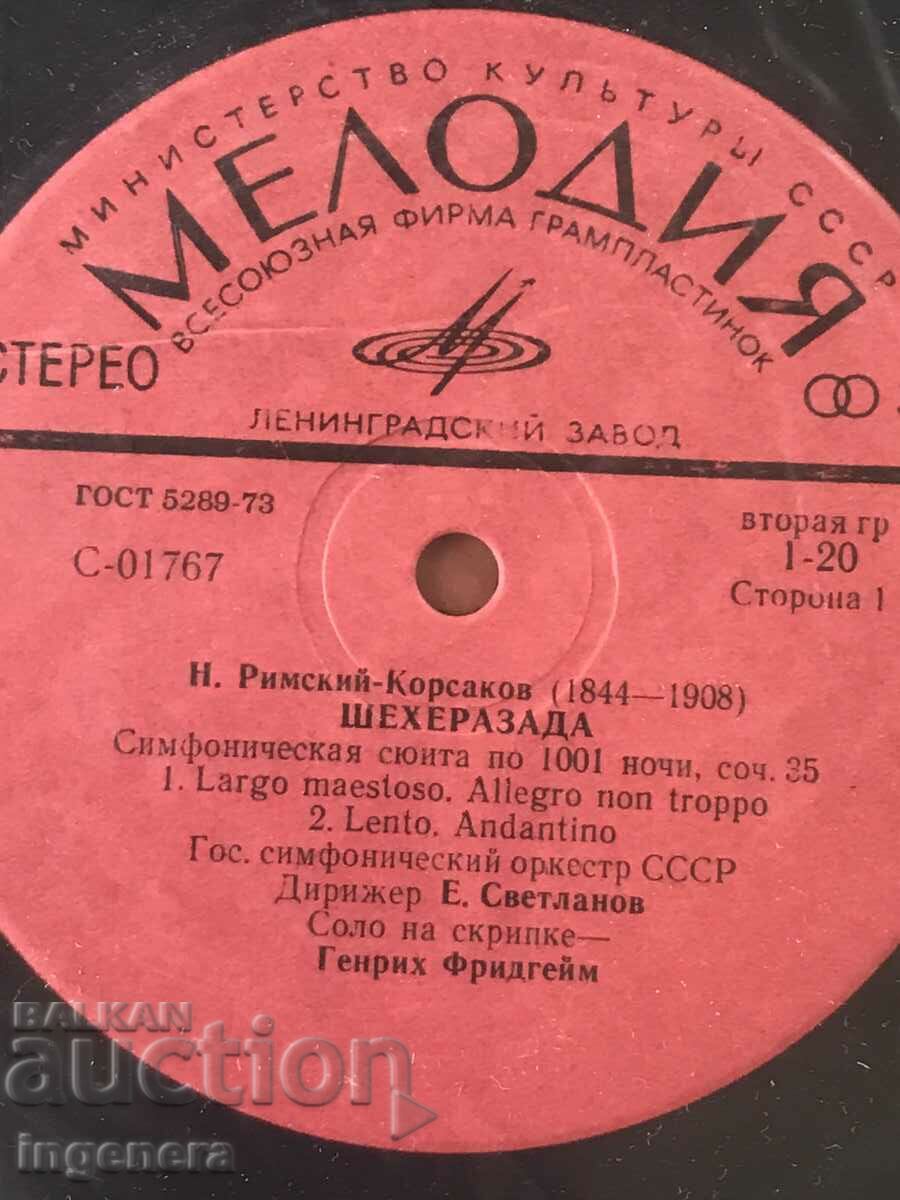 МИНИСТЕРСТВО КУЛЬТУРЫ СССР
МЕЛОДИЯ
ВСЕСОЮЗНАЯ ФИРМА ГРАМПЛАСТИНОК
СТЕРЕО
ЛЕНИНГРАДСКИЙ ЗАВОД
ГОСТ 5289-73
вторая гр
С-01767
1-20
Сторона 1
Н. Римский-Корсаков (1844—1908)
ШЕХЕРАЗАДА
Симфоническая сюита по 1001 ночи, соч. 35
1. Largo maestoso. Allegro non troppo
2. Lento. Andantino
Гос. симфонический оркестр СССР
Дирижер Е. Светланов
Соло на скрипке—
Генрих Фридгейм
BALKAN
auction
ingenera